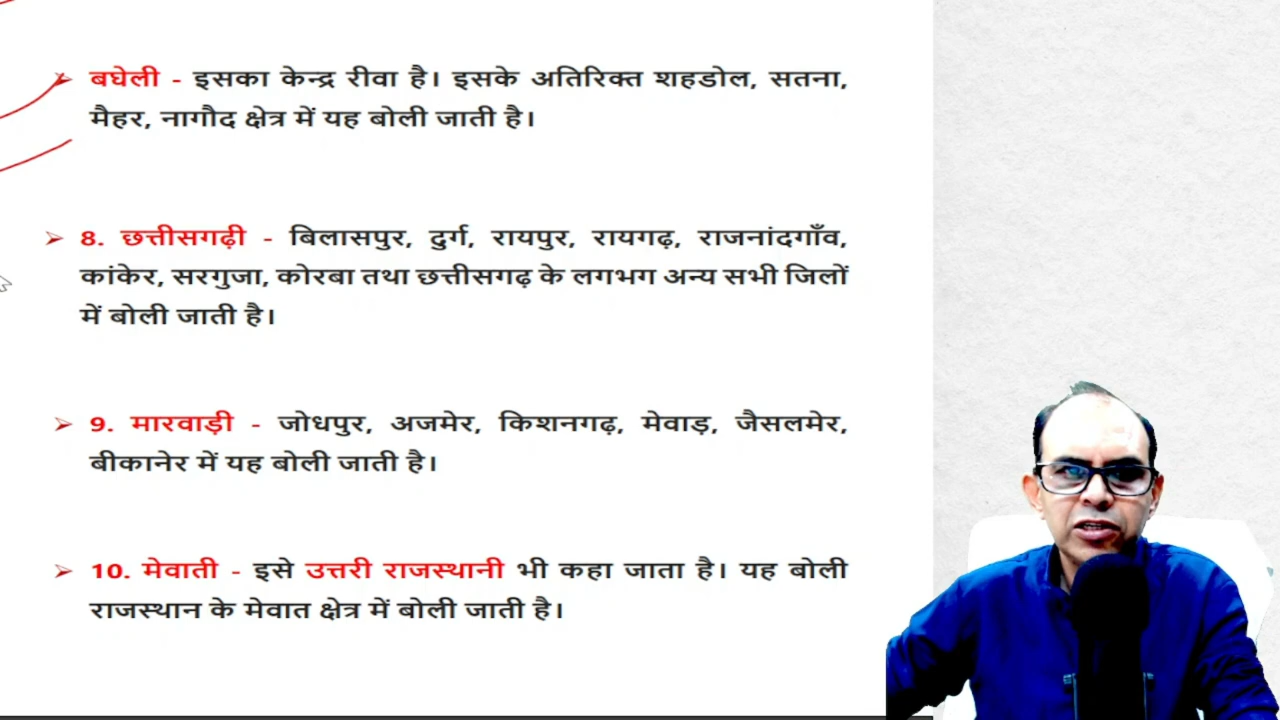 ➢ बघेली - इसका केन्द्र रीवा है। इसके अतिरिक्त शहडोल, सतना,
मैहर, नागौद क्षेत्र में यह बोली जाती है।
➢ 8. छत्तीसगढ़ी - बिलासपुर, दुर्ग, रायपुर, रायगढ़, राजनांदगाँव,
कांकेर, सरगुजा, कोरबा तथा छत्तीसगढ़ के लगभग अन्य सभी जिलों
में बोली जाती है।
➢ 9. मारवाड़ी - जोधपुर, अजमेर, किशनगढ़, मेवाड़, जैसलमेर,
बीकानेर में यह बोली जाती है।
➢ 10. मेवाती - इसे उत्तरी राजस्थानी भी कहा जाता है। यह बोली
राजस्थान के मेवात क्षेत्र में बोली जाती है।